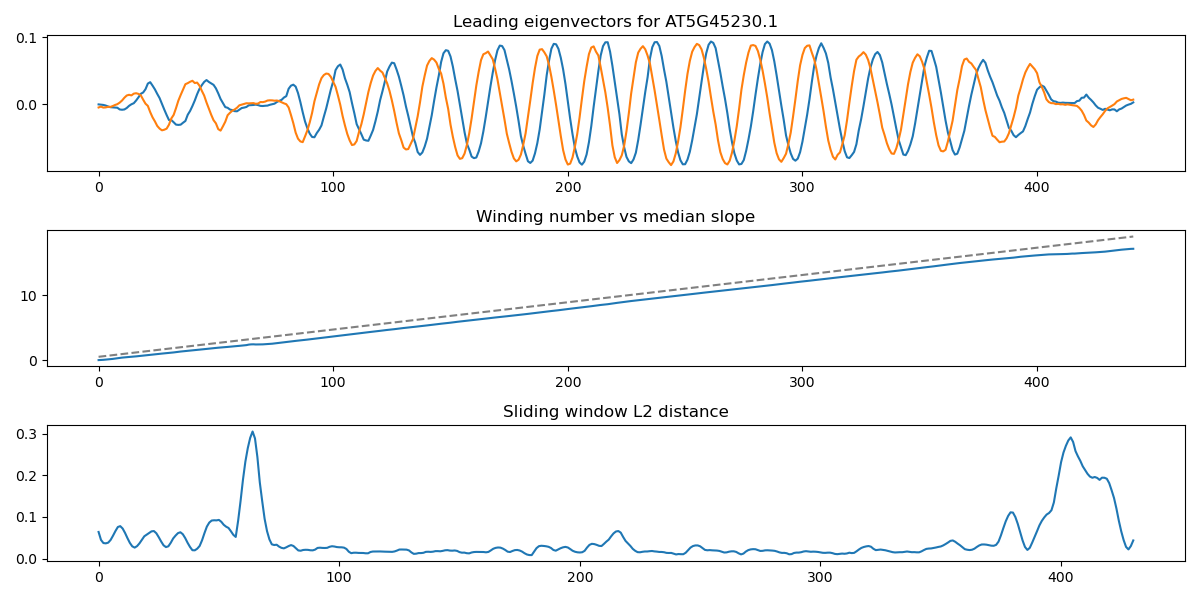 Leading eigenvectors for AT5G45230.1
0.1
0.0
0 100 200 300 400
Winding number vs median slope
10
0
0 100 200 300 400
Sliding window L2 distance
0.3
0.2
0.1
0.0
0 100 200 300 400